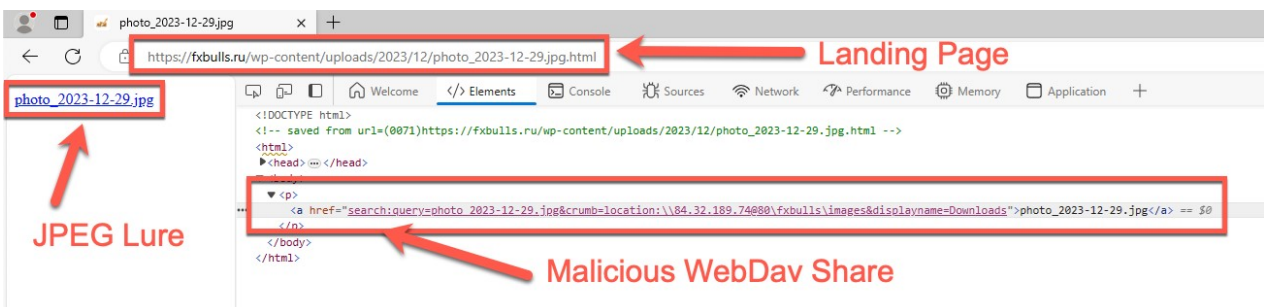 photo_2023-12-29.jpg
https://fxbulls.ru/wp-content/uploads/2023/12/photo_2023-12-29.jpg.html
Landing Page
photo_2023-12-29.jpg
Welcome </> Elements Console Sources Network Performance Memory Application
<!DOCTYPE html>
<!-- saved from url=(0071)https://fxbulls.ru/wp-content/uploads/2023/12/photo_2023-12-29.jpg.html -->
<html>
<head> … </head>
<body>
<p>
<a href="search:query=photo_2023-12-29.jpg&crumb=location:\\84.32.189.74@80\fxbulls\images&displayname=Downloads">photo_2023-12-29.jpg</a> == $0
</p>
</body>
</html>
JPEG Lure
Malicious WebDav Share